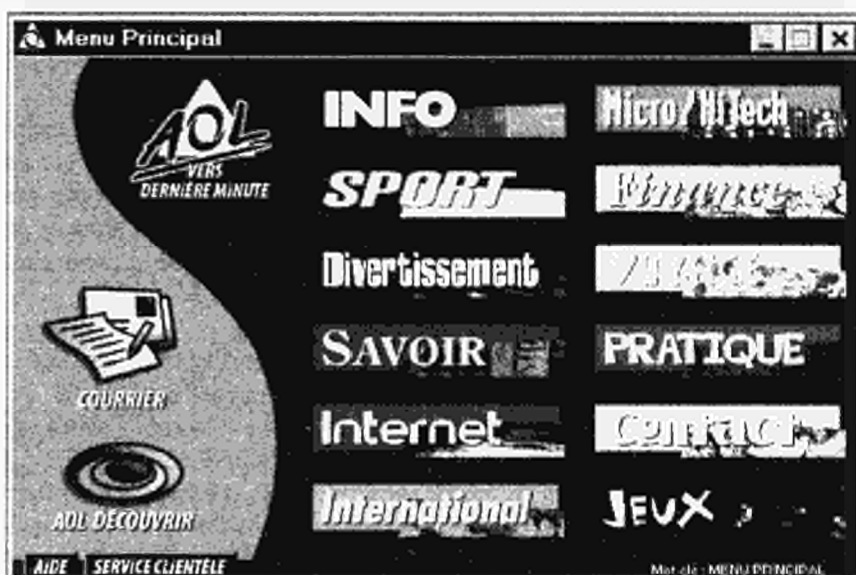 Menu Principal
AOL
VERS
DERNIÈRE MINUTE
COURRIER
AOL DÉCOUVRIR
AIDE
SERVICE CLIENTÈLE
INFO
SPORT
Divertissement
SAVOIR
Internet
International
Micro/HiTech
Finance
PRATIQUE
Contact
JEUX
Mot clé : MENU PRINCIPAL